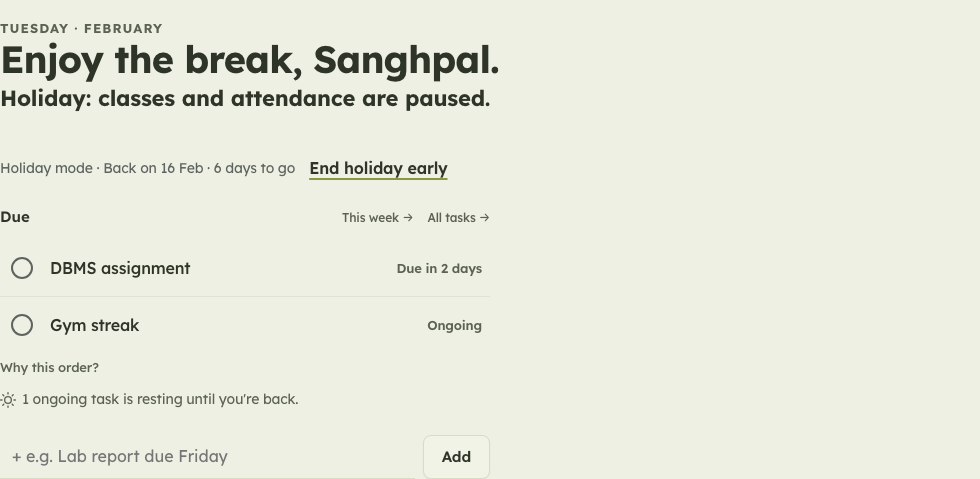 TUESDAY · FEBRUARY
Enjoy the break, Sanghpal.
Holiday: classes and attendance are paused.
Holiday mode · Back on 16 Feb · 6 days to go End holiday early
Due This week → All tasks →
DBMS assignment Due in 2 days
Gym streak Ongoing
Why this order?
1 ongoing task is resting until you're back.
+ e.g. Lab report due Friday Add